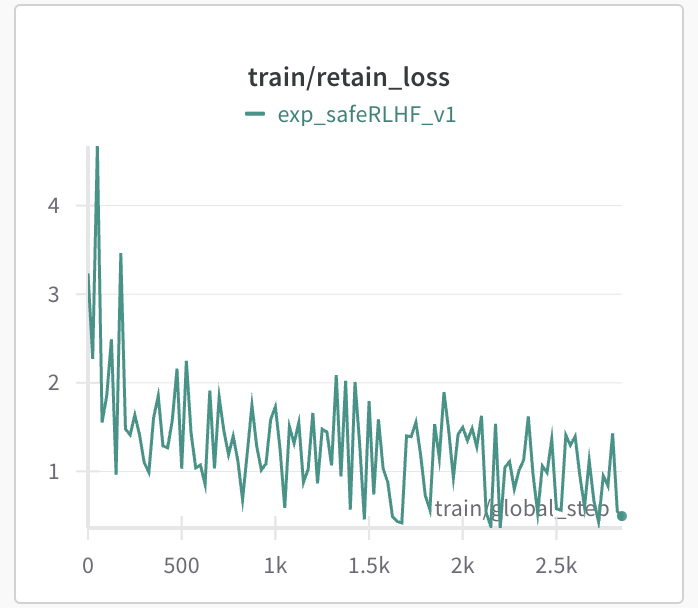 train/retain_loss
exp_safeRLHF_v1
4
3
2
1
train/global_step
0 500 1k 1.5k 2k 2.5k